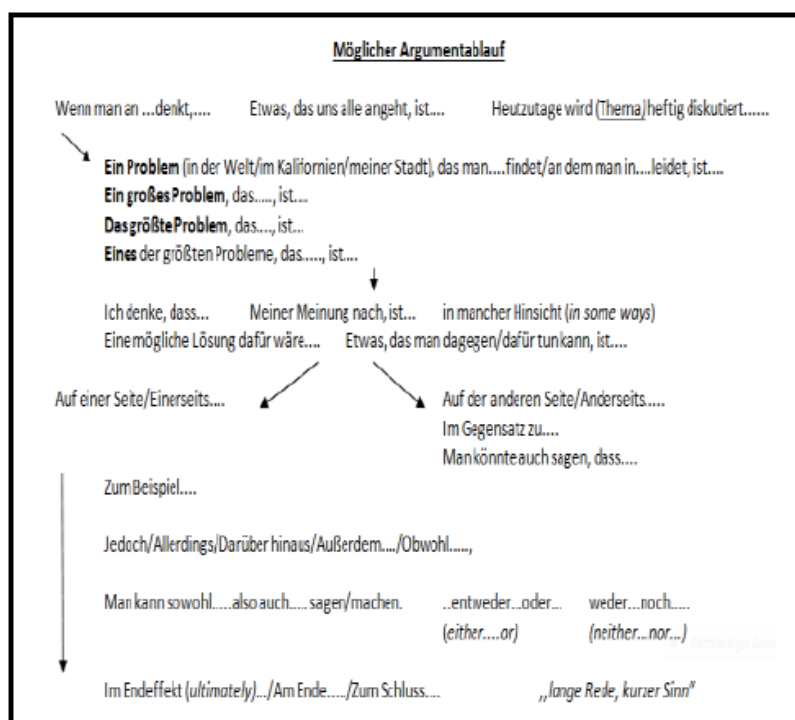 Möglicher Argumentablauf
Wenn man an ...denkt,.... Etwas, das uns alle angeht, ist.... Heutzutage wird (Thema) heftig diskutiert......
Ein Problem (in der Welt/im Kalifornien/meiner Stadt), das man....findet/an dem man in....leidet, ist....
Ein großes Problem, das....., ist....
Das größte Problem, das...., ist...
Eines der größten Probleme, das....., ist....
Ich denke, dass... Meiner Meinung nach, ist... in mancher Hinsicht (in some ways)
Eine mögliche Lösung dafür wäre.... Etwas, das man dagegen/dafür tun kann, ist....
Auf einer Seite/Einerseits.... Auf der anderen Seite/Anderseits.....
Im Gegensatz zu....
Man könnte auch sagen, dass....
Zum Beispiel....
Jedoch/Allerdings/Darüber hinaus/Außerdem..../Obwohl.....,
Man kann sowohl.....also auch.... sagen/machen. ..entweder...oder... weder...noch.....
(either....or) (neither...nor...)
Im Endeffekt (ultimately).../Am Ende...../Zum Schluss.... „lange Rede, kurzer Sinn"